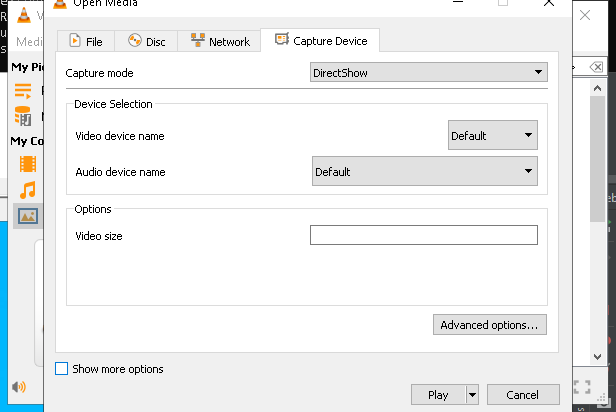 Open Media
File
Disc
Network
Capture Device
Medi
My Pi
My Co
Capture mode
DirectShow
Device Selection
Video device name
Default
Audio device name
Default
Options
Video size
Advanced options...
Show more options
Play
Cancel